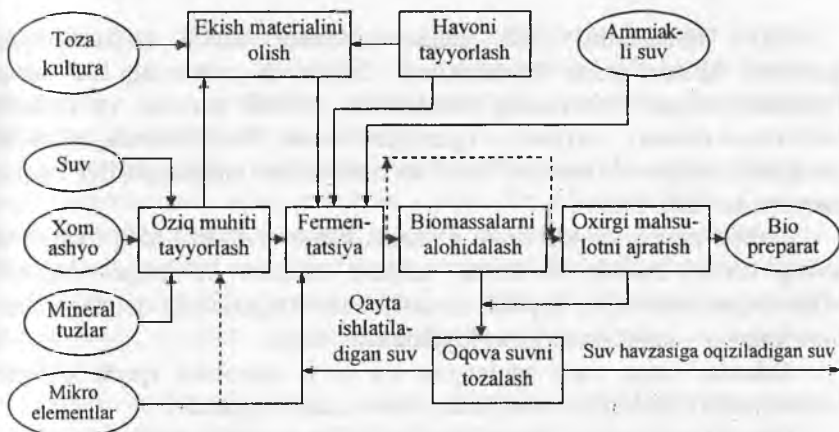 Toza
kultura
Ekish materialini
olish
Havoni
tayyorlash
Ammiak-
li suv
Suv
Xom
ashyo
Oziq muhiti
tayyorlash
Fermen-
tatsiya
Biomassalarni
alohidalash
Oxirgi mahsu-
lotni ajratish
Bio
preparat
Mineral
tuzlar
Qayta
ishlatila-
digan suv
Oqova suvni
tozalash
Suv havzasiga oqiziladigan suv
Mikro
elementlar